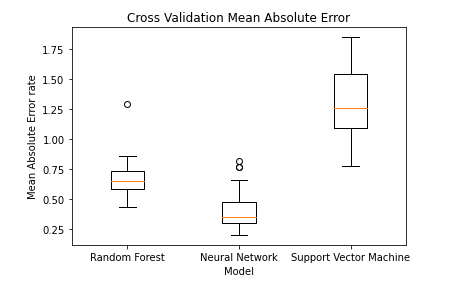 Cross Validation Mean Absolute Error
Mean Absolute Error rate
1.75
1.50
1.25
1.00
0.75
0.50
0.25
Random Forest Neural Network Support Vector Machine
Model